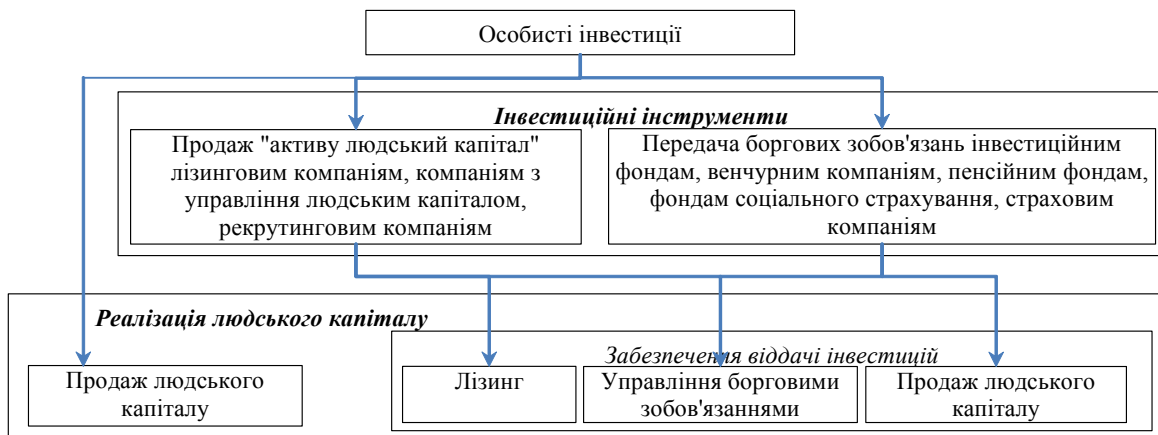 Особисті інвестиції
Інвестиційні інструменти
Продаж "активу людський капітал"
лізинговим компаніям, компаніям з
управління людським капіталом,
рекрутинговим компаніям
Передача боргових зобов'язань інвестиційним
фондам, венчурним компаніям, пенсійним фондам,
фондам соціального страхування, страховим
компаніям
Реалізація людського капіталу
Продаж людського
капіталу
Забезпечення віддачі інвестицій
Лізинг
Управління борговими
зобов'язаннями
Продаж людського
капіталу